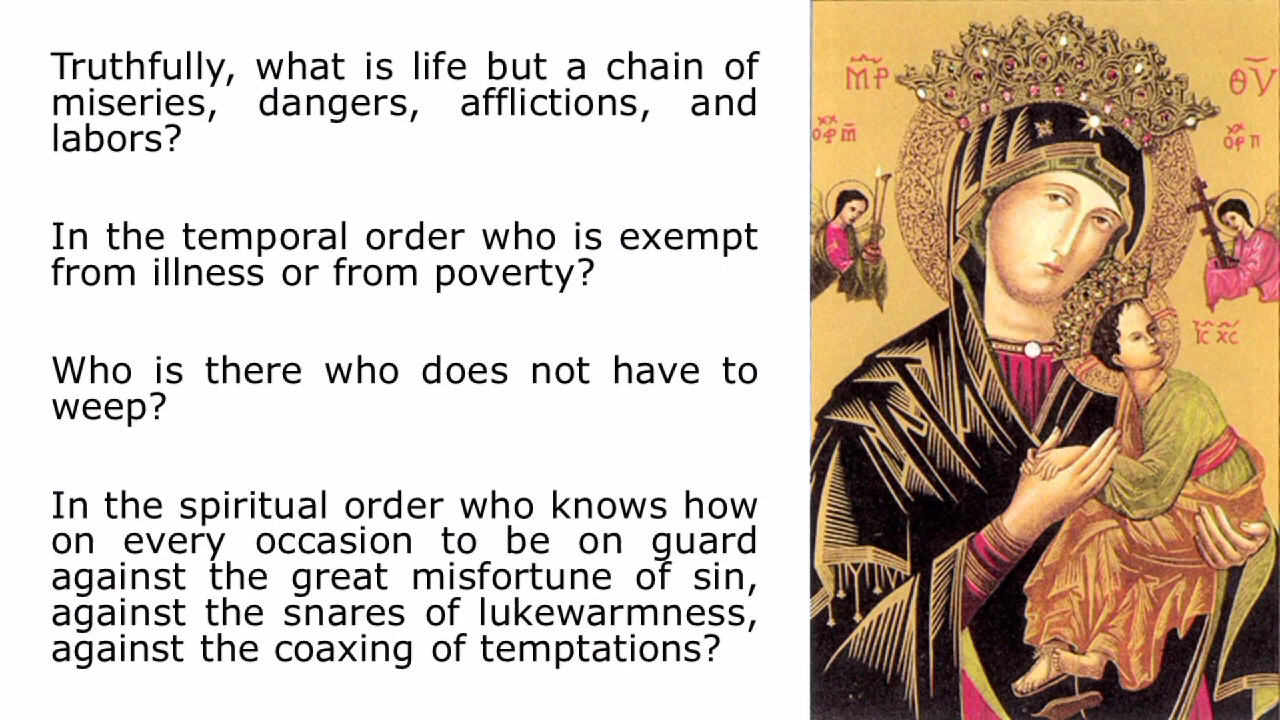 Truthfully, what is life but a chain of
miseries, dangers, afflictions, and
labors?
In the temporal order who is exempt
from illness or from poverty?
Who is there who does not have to
weep?
In the spiritual order who knows how
on every occasion to be on guard
against the great misfortune of sin,
against the snares of lukewarmness,
against the coaxing of temptations?
ΜΡ
ΘΥ
ΙC XC